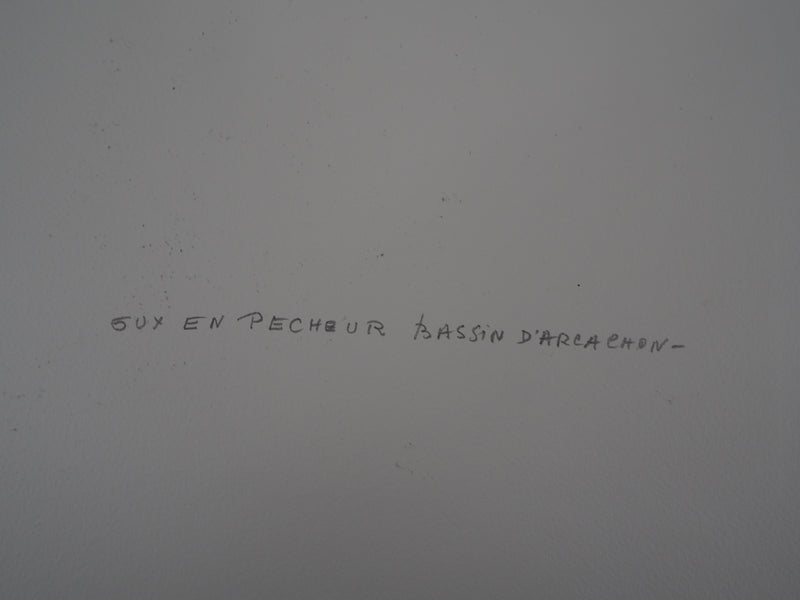 GUX EN PECHEUR BASSiN D'ARCACHON-